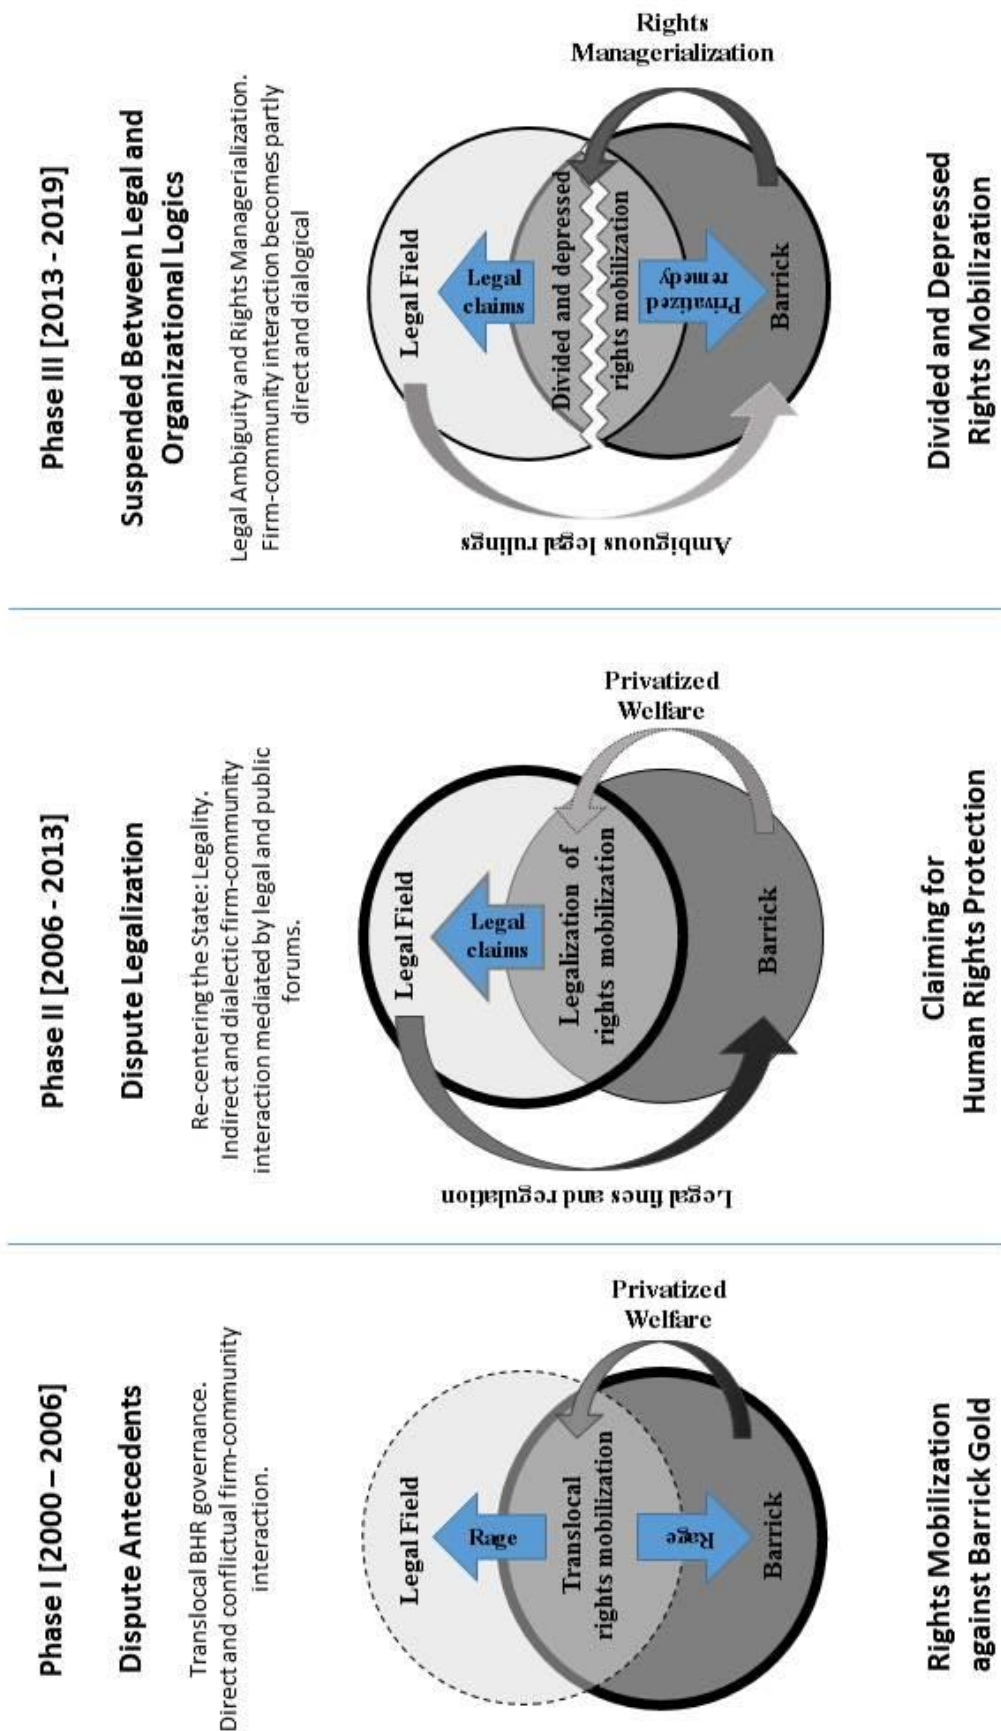 Phase I [2000 – 2006]
Dispute Antecedents
Translocal BHR governance.
Direct and conflictual firm-community
interaction.
Legal Field
Rage
Translocal
rights mobilization
Rage
Barrick
Privatized
Welfare
Rights Mobilization
against Barrick Gold
Phase II [2006 - 2013]
Dispute Legalization
Re-centering the State: Legality.
Indirect and dialectic firm-community
interaction mediated by legal and public
forums.
Legal Field
Legal
claims
Legalization of
rights mobilization
Barrick
Legal fines and regulation
Privatized
Welfare
Claiming for
Human Rights Protection
Phase III [2013 - 2019]
Suspended Between Legal and
Organizational Logics
Legal Ambiguity and Rights Managerialization.
Firm-community interaction becomes partly
direct and dialogical
Legal Field
Legal
claims
Divided and depressed
rights mobilization
Privatized
remedy
Barrick
Ambiguous legal rulings
Rights
Managerialization
Divided and Depressed
Rights Mobilization